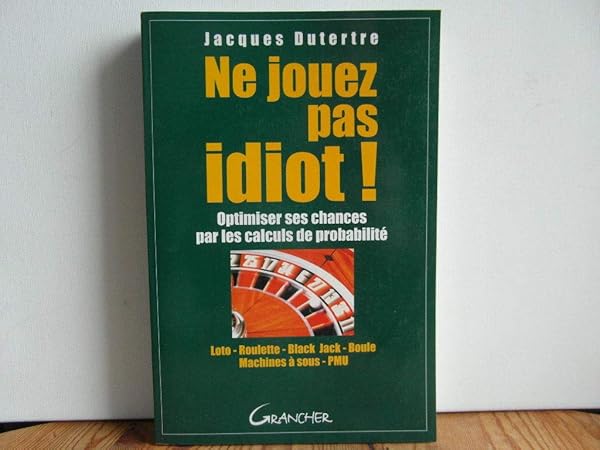 Jacques Dutertre
Ne jouez
pas
idiot !
Optimiser ses chances
par les calculs de probabilité
Loto - Roulette - Black Jack - Boule
Machines à sous - PMU
GRANCHER